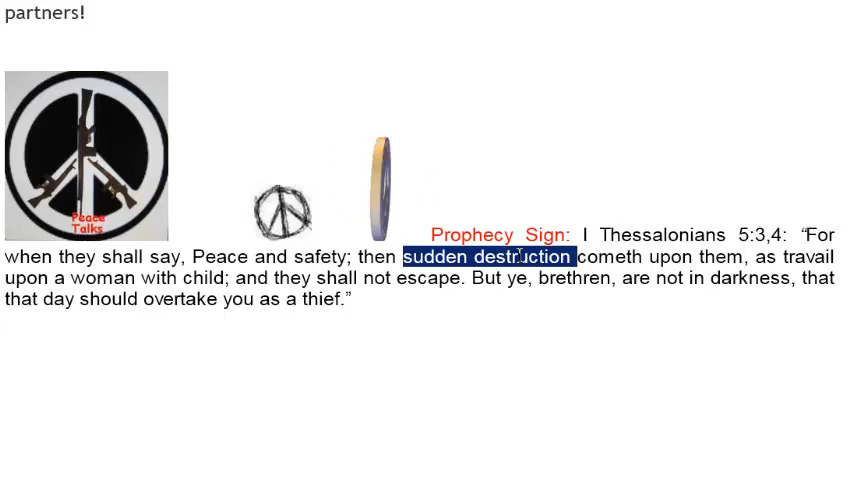 partners!
Peace
Talks
Prophecy Sign: I Thessalonians 5:3,4: “For
when they shall say, Peace and safety; then sudden destruction cometh upon them, as travail
upon a woman with child; and they shall not escape. But ye, brethren, are not in darkness, that
that day should overtake you as a thief.”